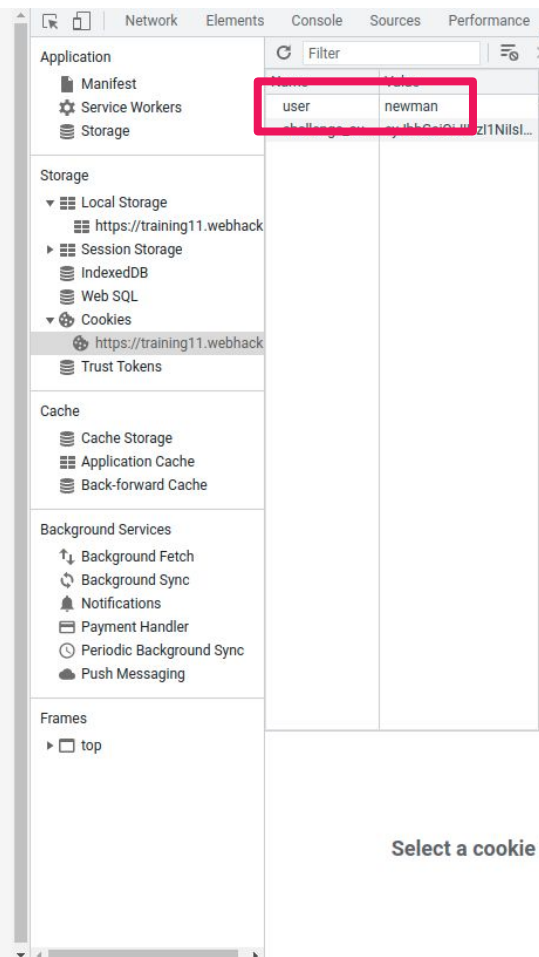 Network Elements Console Sources Performance
Application
Manifest
Service Workers
Storage
Storage
Local Storage
https://training11.webhack
Session Storage
IndexedDB
Web SQL
Cookies
https://training11.webhack
Trust Tokens
Cache
Cache Storage
Application Cache
Back-forward Cache
Background Services
Background Fetch
Background Sync
Notifications
Payment Handler
Periodic Background Sync
Push Messaging
Frames
top
Filter
Name Value
user newman
Select a cookie